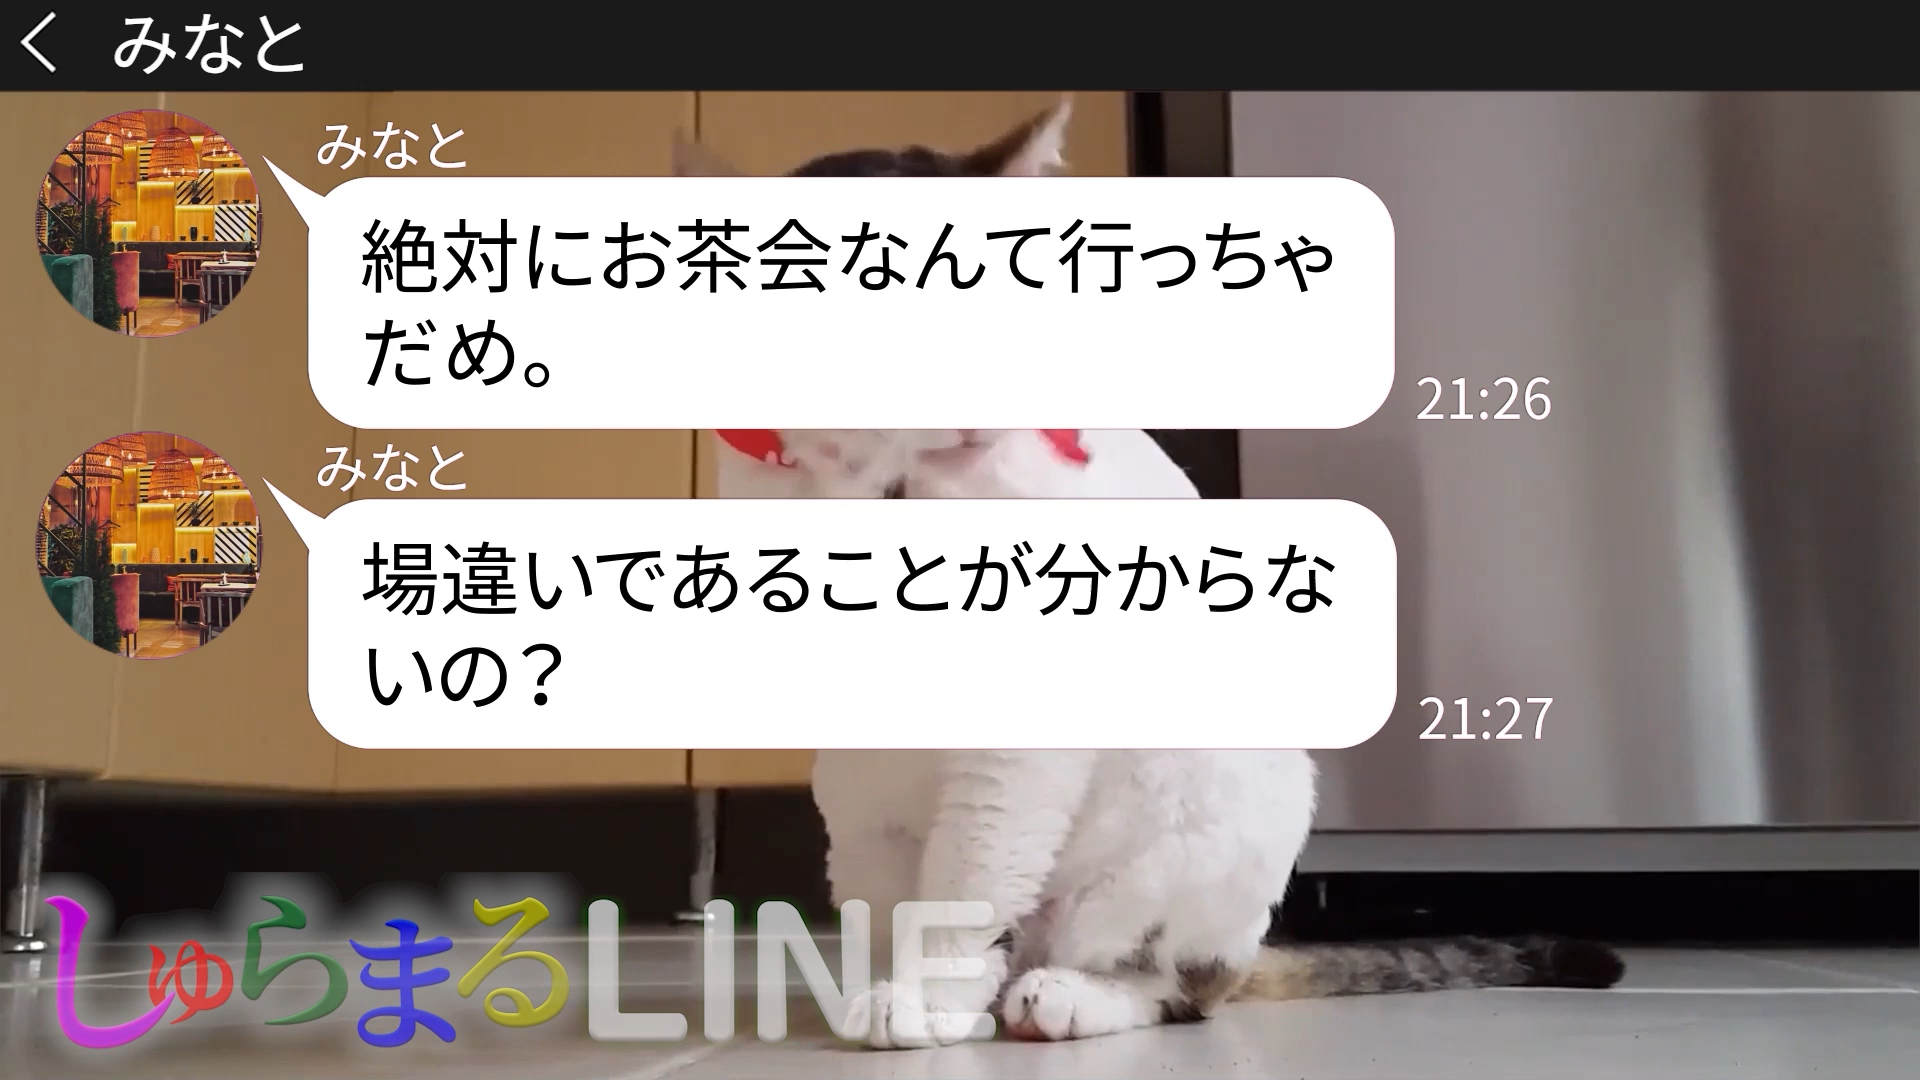 みなと
みなと
絶対にお茶会なんて行っちゃ
だめ。
21:26
みなと
場違いであることが分からな
いの？
21:27
しゅらまるLINE